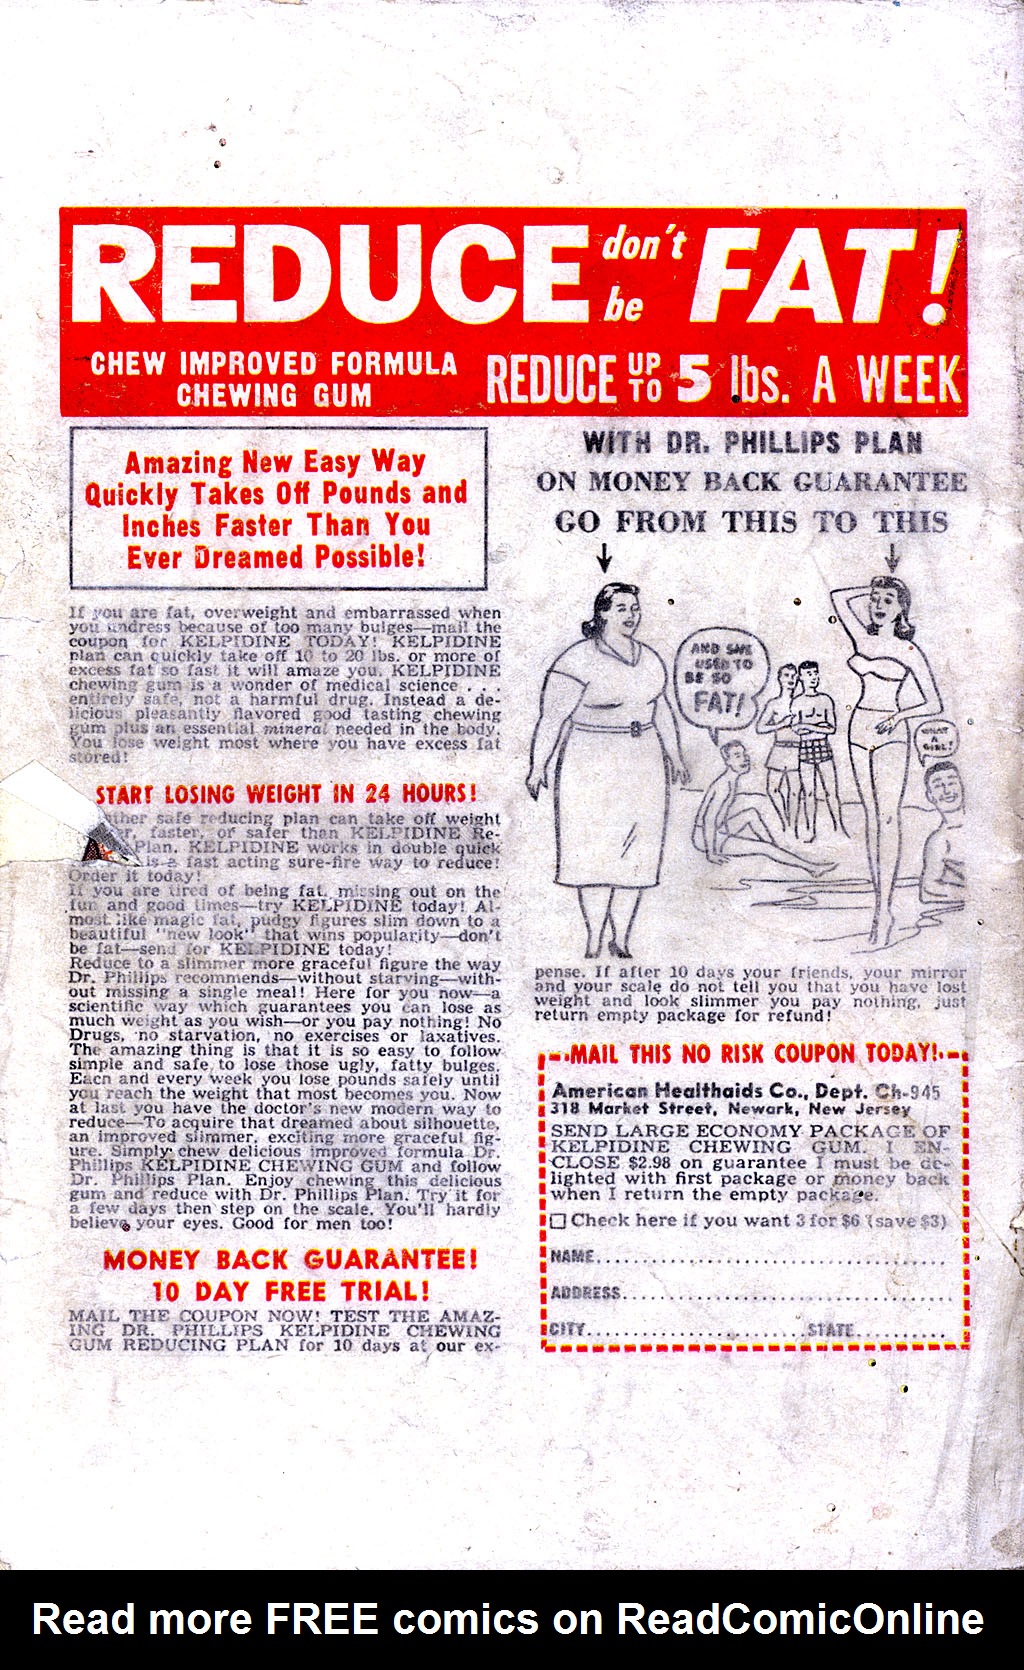 REDUCE don't be FAT!
CHEW IMPROVED FORMULA
CHEWING GUM
REDUCE UP TO 5 lbs. A WEEK
Amazing New Easy Way
Quickly Takes Off Pounds and
Inches Faster Than You
Ever Dreamed Possible!
If you are fat, overweight and embarrassed when
you undress because of too many bulges—mail the
coupon for KELPIDINE TODAY! KELPIDINE
plan can quickly take off 10 to 20 lbs. or more of
excess fat so fast it will amaze you. KELPIDINE
chewing gum is a wonder of medical science . . .
entirely safe, not a harmful drug. Instead a de-
licious pleasantly flavored good tasting chewing
gum plus an essential mineral needed in the body.
You lose weight most where you have excess fat
stored!
START LOSING WEIGHT IN 24 HOURS!
ther safe reducing plan can take off weight
r, faster, or safer than KELPIDINE Re-
Plan. KELPIDINE works in double quick
is a fast acting sure-fire way to reduce!
Order it today!
If you are tired of being fat, missing out on the
fun and good times—try KELPIDINE today! Al-
most like magic fat, pudgy figures slim down to a
beautiful "new look" that wins popularity—don't
be fat—send for KELPIDINE today!
Reduce to a slimmer more graceful figure the way
Dr. Phillips recommends—without starving—with-
out missing a single meal! Here for you now—a
scientific way which guarantees you can lose as
much weight as you wish—or you pay nothing! No
Drugs, no starvation, no exercises or laxatives.
The amazing thing is that it is so easy to follow
simple and safe to lose those ugly, fatty bulges.
Each and every week you lose pounds safely until
you reach the weight that most becomes you. Now
at last you have the doctor's new modern way to
reduce—To acquire that dreamed about silhouette,
an improved slimmer, exciting more graceful fig-
ure. Simply chew delicious improved formula Dr.
Phillips KELPIDINE CHEWING GUM and follow
Dr. Phillips Plan. Enjoy chewing this delicious
gum and reduce with Dr. Phillips Plan. Try it for
a few days then step on the scale. You'll hardly
believe your eyes. Good for men too!
MONEY BACK GUARANTEE!
10 DAY FREE TRIAL!
MAIL THE COUPON NOW! TEST THE AMAZ-
ING DR. PHILLIPS KELPIDINE CHEWING
GUM REDUCING PLAN for 10 days at our ex-
WITH DR. PHILLIPS PLAN
ON MONEY BACK GUARANTEE
GO FROM THIS TO THIS
AND SHE
USED TO
BE SO
FAT!
WHAT
A
GIRL!
pense. If after 10 days your friends, your mirror
and your scale do not tell you that you have lost
weight and look slimmer you pay nothing, just
return empty package for refund!
MAIL THIS NO RISK COUPON TODAY!
American Healthaids Co., Dept. Ch-945
318 Market Street, Newark, New Jersey
SEND LARGE ECONOMY PACKAGE OF
KELPIDINE CHEWING GUM. I EN-
CLOSE $2.98 on guarantee I must be de-
lighted with first package or money back
when I return the empty package.
Check here if you want 3 for $6 (save $3)
NAME
ADDRESS
CITY STATE
Read more FREE comics on ReadComicOnline